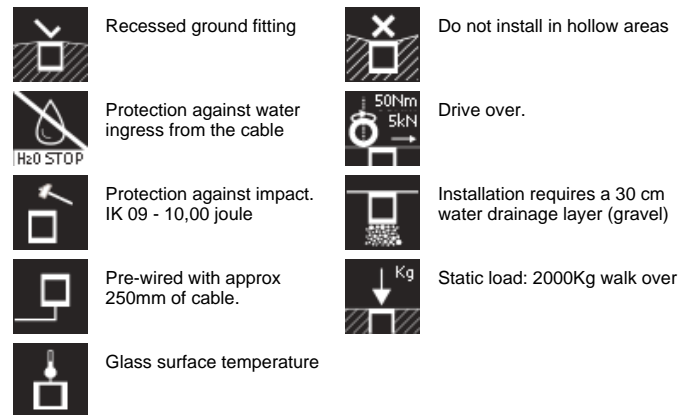 Recessed ground fitting
Do not install in hollow areas
H20 STOP
Protection against water
ingress from the cable
50Nm
5kN
Drive over.
Protection against impact.
IK 09 - 10,00 joule
Installation requires a 30 cm
water drainage layer (gravel)
Pre-wired with approx
250mm of cable.
Kg
Static load: 2000Kg walk over
Glass surface temperature